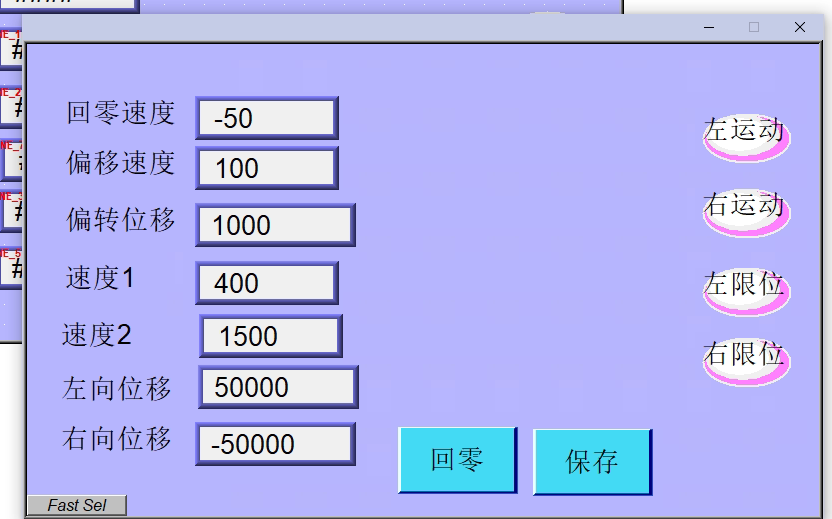 回零速度 -50
偏移速度 100
偏转位移 1000
速度1 400
速度2 1500
左向位移 50000
右向位移 -50000
左运动
右运动
左限位
右限位
回零
保存
Fast Sel